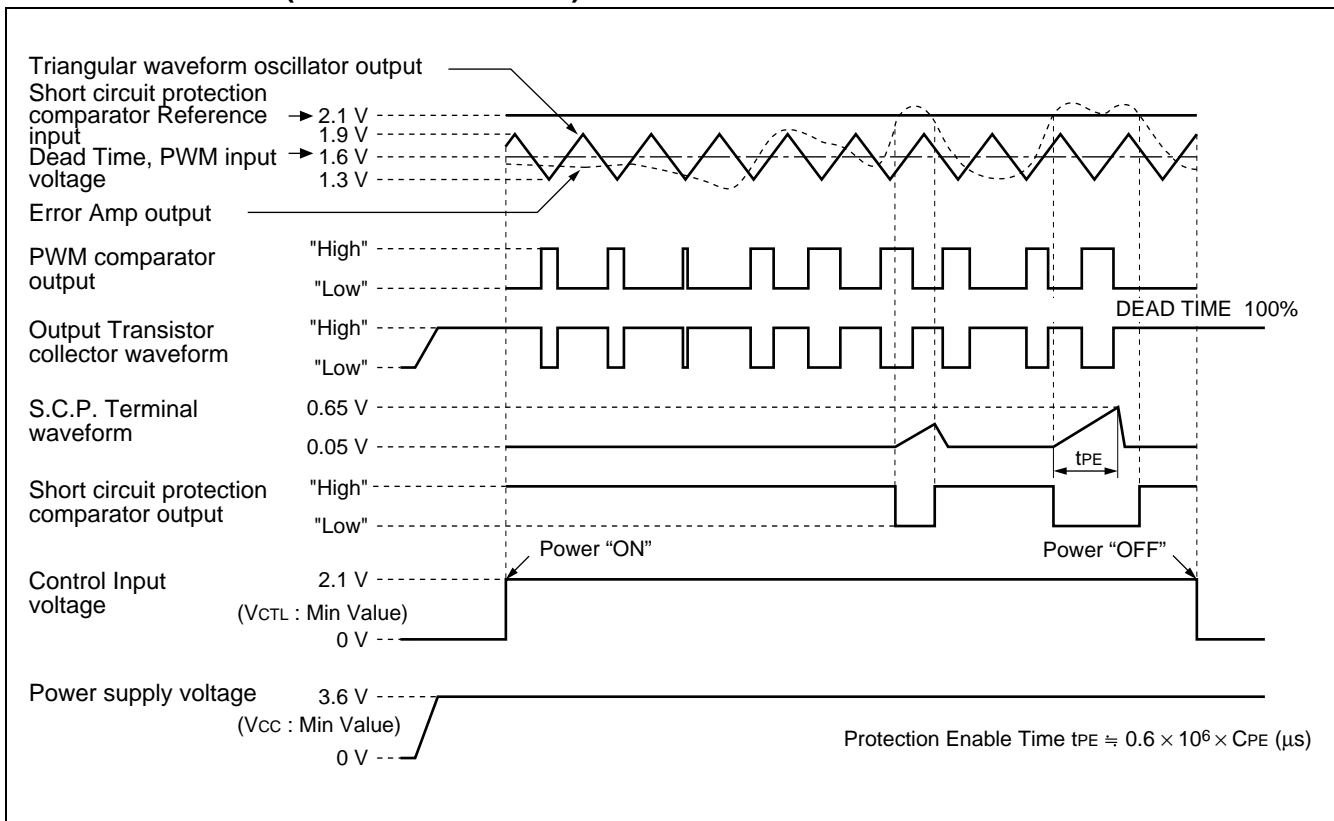 Triangular waveform oscillator output
Short circuit protection
comparator Reference
input
2.1 V
1.9 V
Dead Time, PWM input
voltage
1.6 V
1.3 V
Error Amp output
PWM comparator
output
"High"
"Low"
DEAD TIME 100%
Output Transistor
collector waveform
"High"
"Low"
S.C.P. Terminal
waveform
0.65 V
0.05 V
tPE
Short circuit protection
comparator output
"High"
"Low"
Power “ON”
Power “OFF”
Control Input
voltage
2.1 V
(VCTL : Min Value)
0 V
Power supply voltage
3.6 V
(VCC : Min Value)
0 V
Protection Enable Time tPE ≒ 0.6 × 10⁶ × CPE (μs)